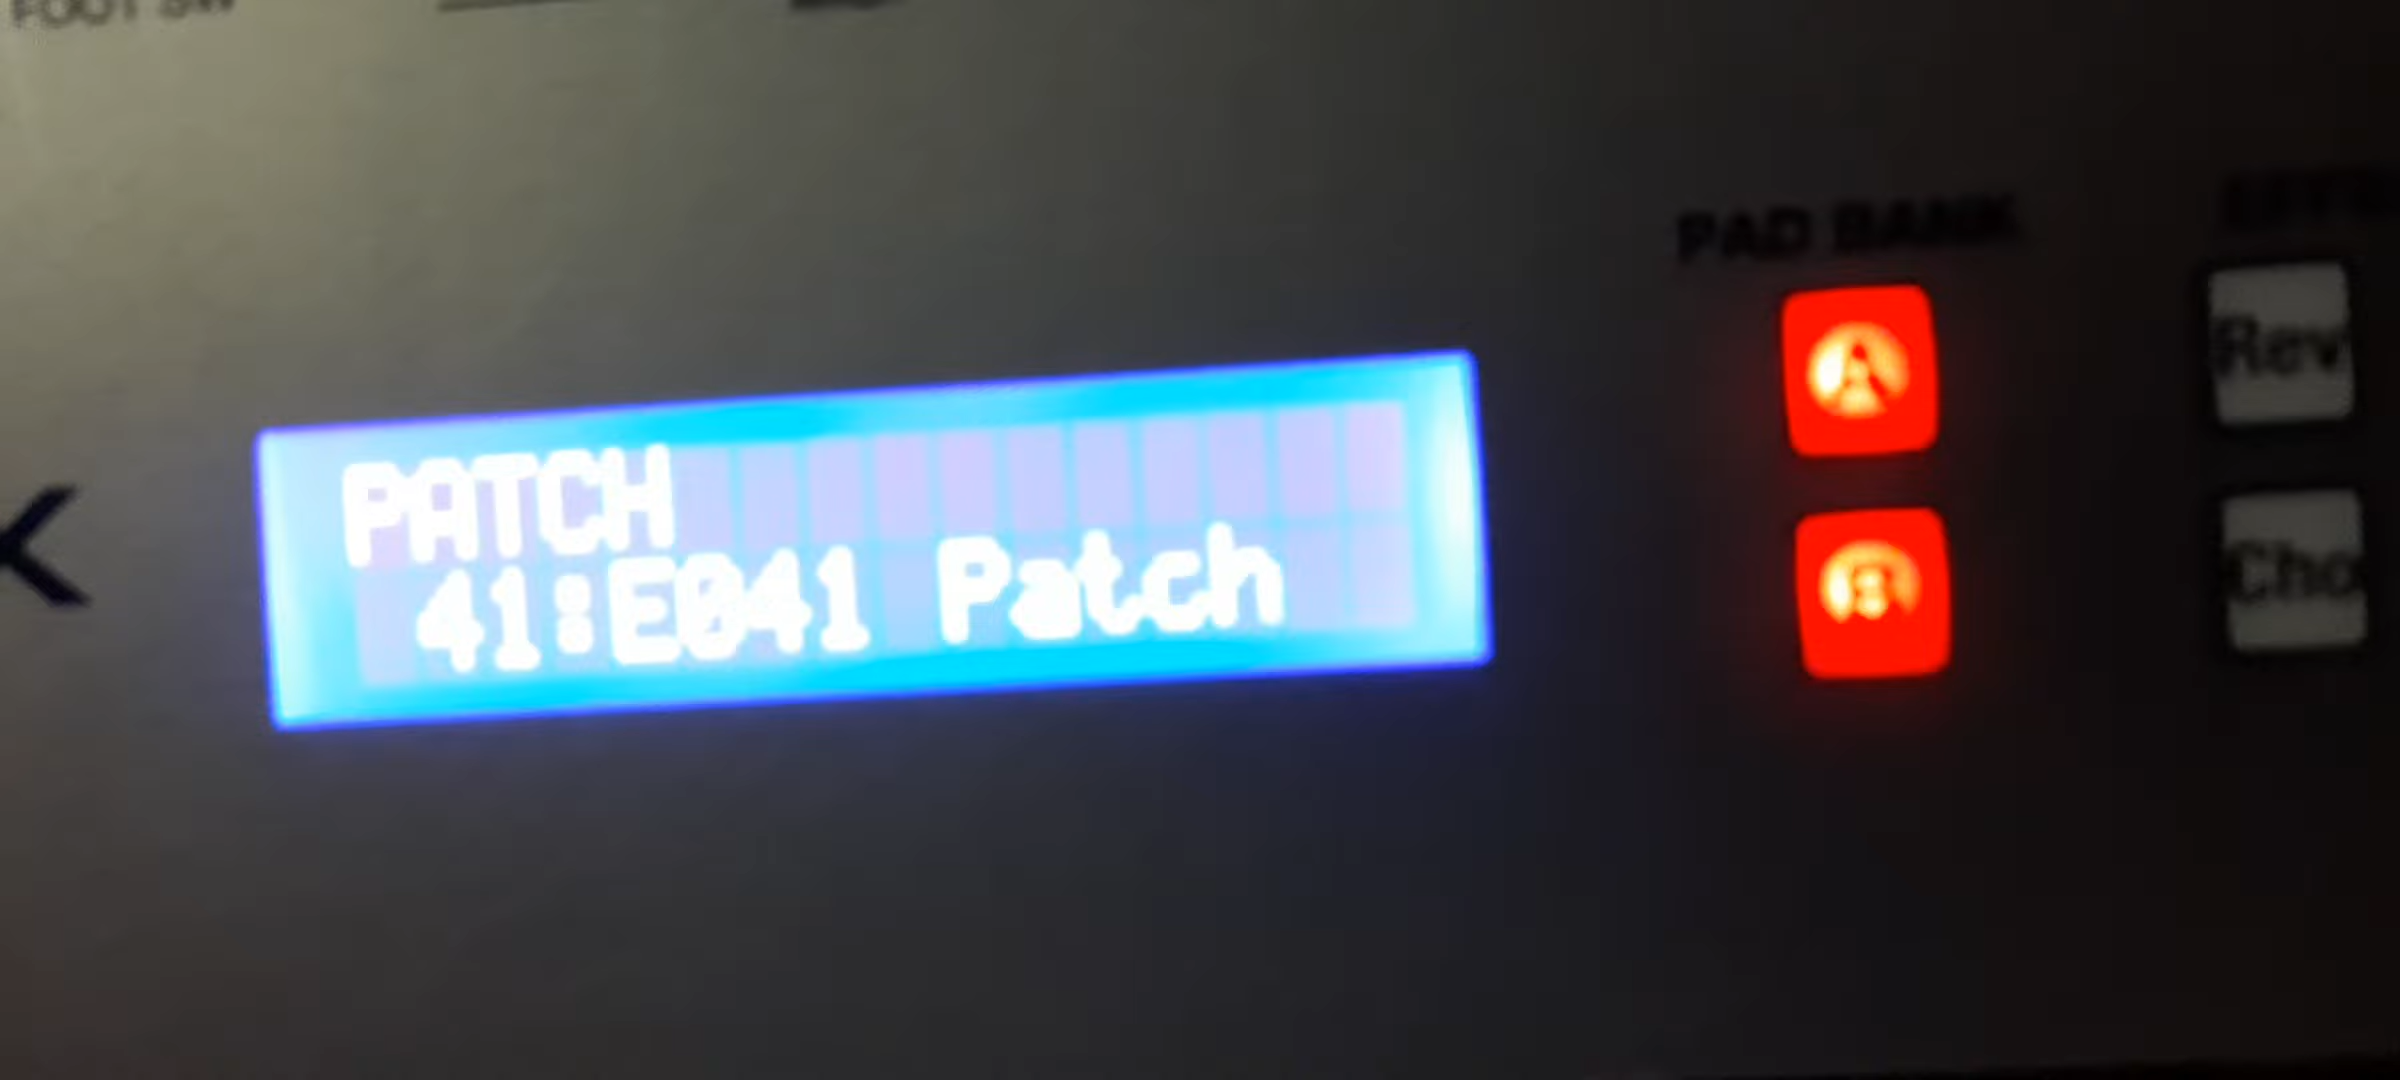 FOOT SW
PATCH
41:E041 Patch
PAD BANK
A
B
Rev
Cho